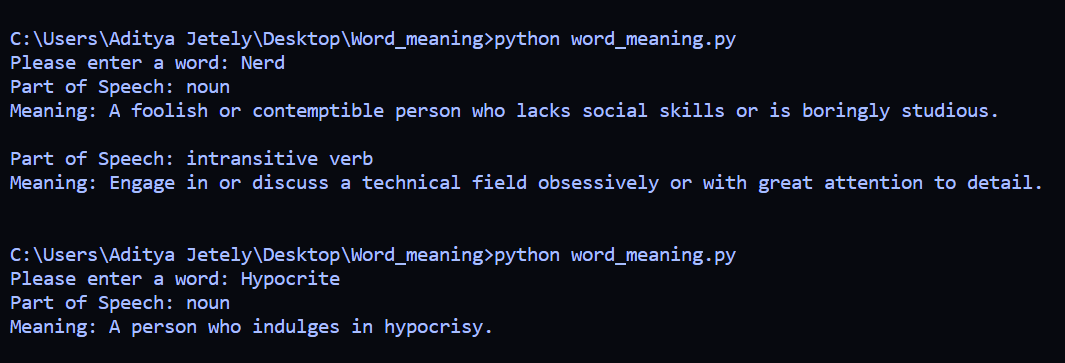 C:\Users\Aditya Jetely\Desktop\Word_meaning>python word_meaning.py
Please enter a word: Nerd
Part of Speech: noun
Meaning: A foolish or contemptible person who lacks social skills or is boringly studious.
Part of Speech: intransitive verb
Meaning: Engage in or discuss a technical field obsessively or with great attention to detail.
C:\Users\Aditya Jetely\Desktop\Word_meaning>python word_meaning.py
Please enter a word: Hypocrite
Part of Speech: noun
Meaning: A person who indulges in hypocrisy.